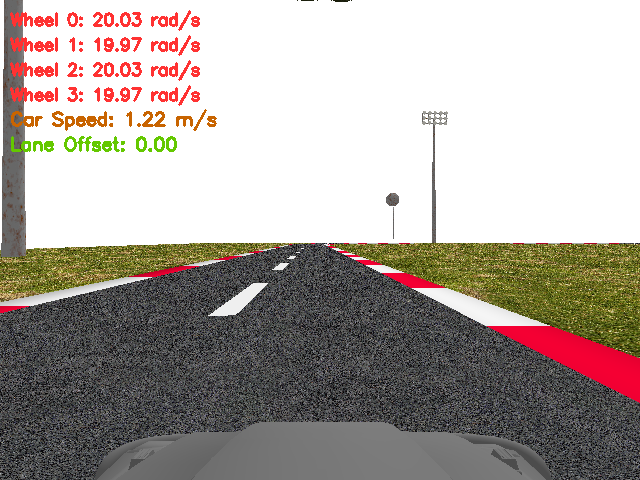 Wheel 0: 20.03 rad/s
Wheel 1: 19.97 rad/s
Wheel 2: 20.03 rad/s
Wheel 3: 19.97 rad/s
Car Speed: 1.22 m/s
Lane Offset: 0.00